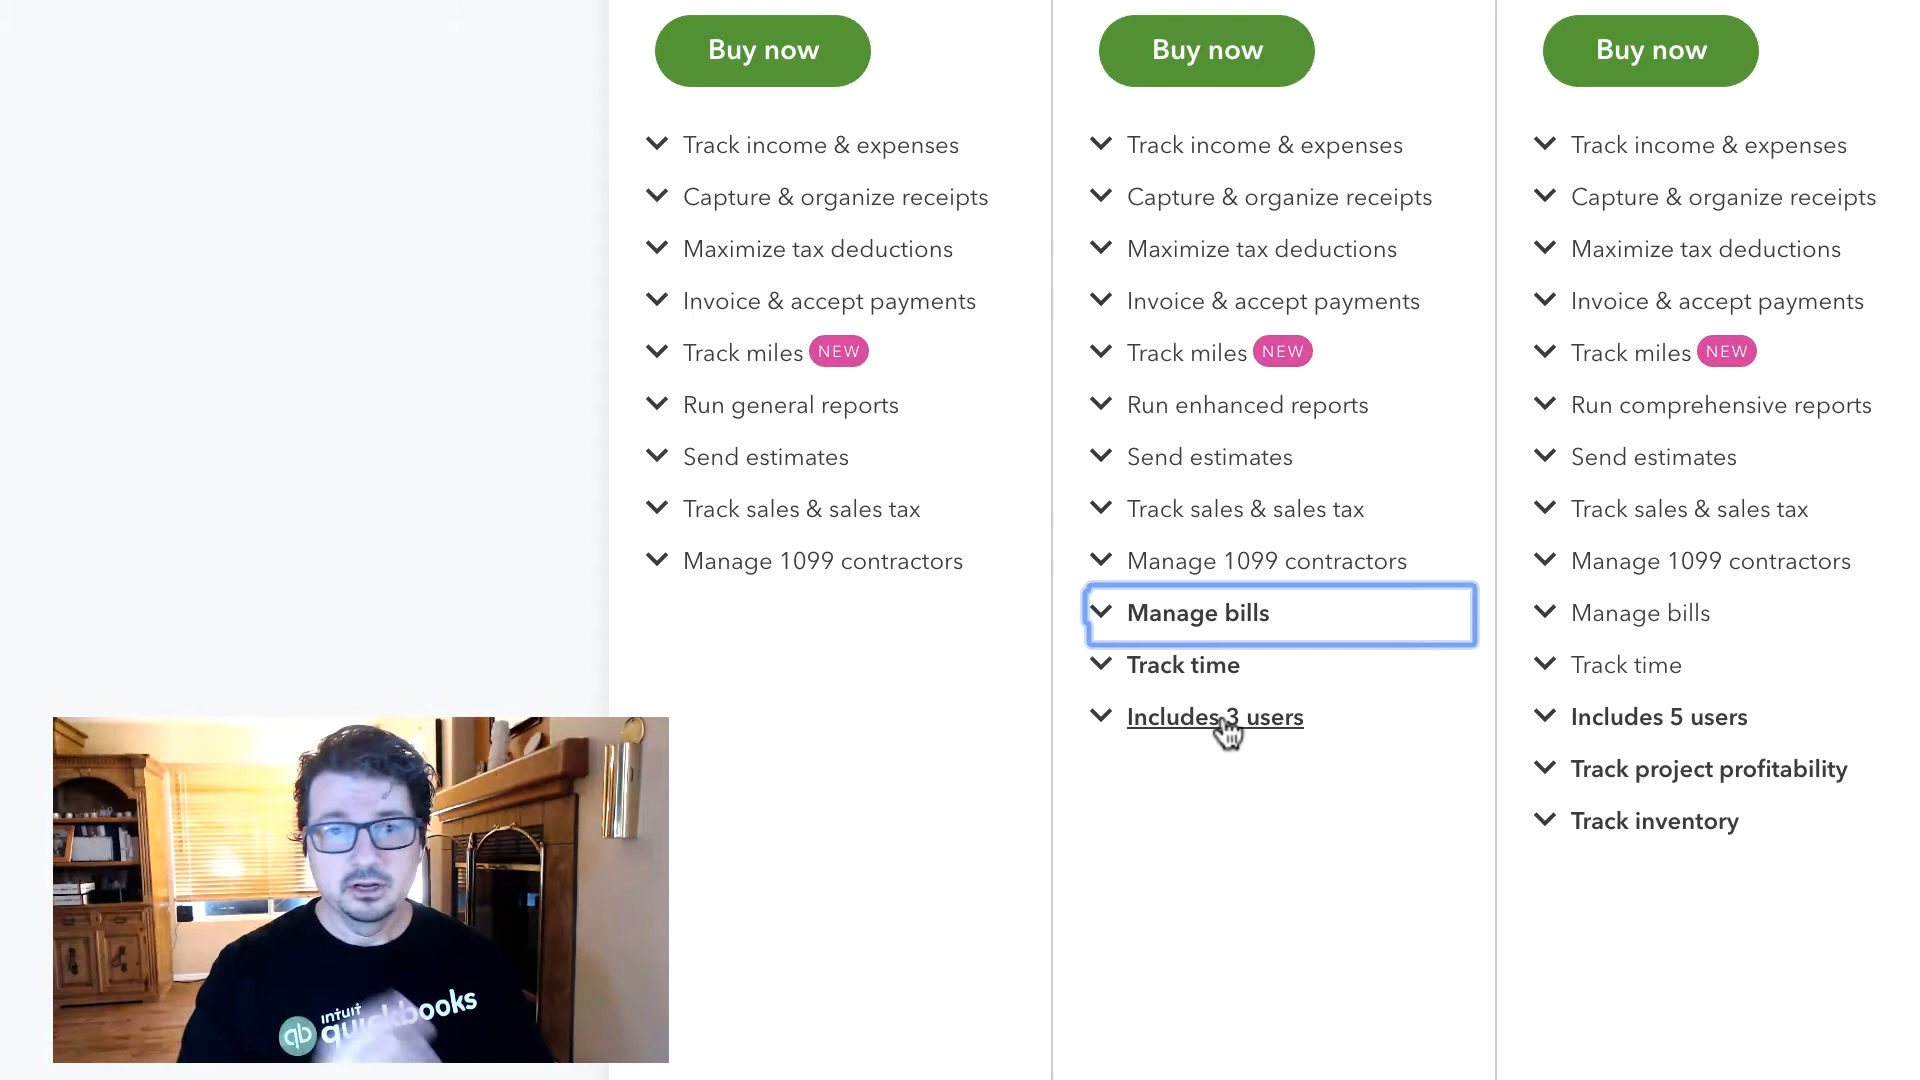 Buy now
Track income & expenses
Capture & organize receipts
Maximize tax deductions
Invoice & accept payments
Track miles NEW
Run general reports
Send estimates
Track sales & sales tax
Manage 1099 contractors
Buy now
Track income & expenses
Capture & organize receipts
Maximize tax deductions
Invoice & accept payments
Track miles NEW
Run enhanced reports
Send estimates
Track sales & sales tax
Manage 1099 contractors
Manage bills
Track time
Includes 3 users
Buy now
Track income & expenses
Capture & organize receipts
Maximize tax deductions
Invoice & accept payments
Track miles NEW
Run comprehensive reports
Send estimates
Track sales & sales tax
Manage 1099 contractors
Manage bills
Track time
Includes 5 users
Track project profitability
Track inventory
intuit
qb quickbooks